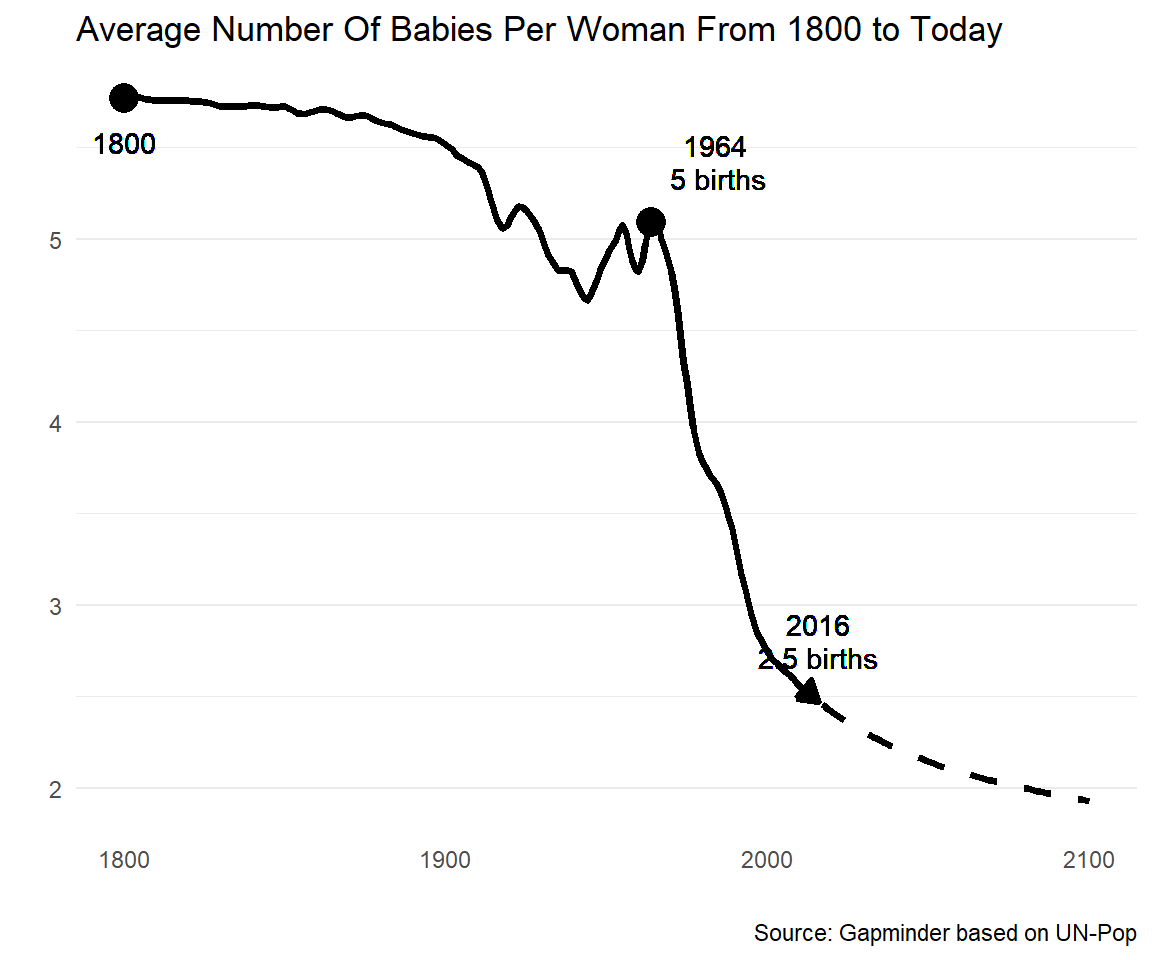 Average Number Of Babies Per Woman From 1800 to Today
1800
1964
5 births
5
4
3
2016
2.5 births
2
1800
1900
2000
2100
Source: Gapminder based on UN-Pop